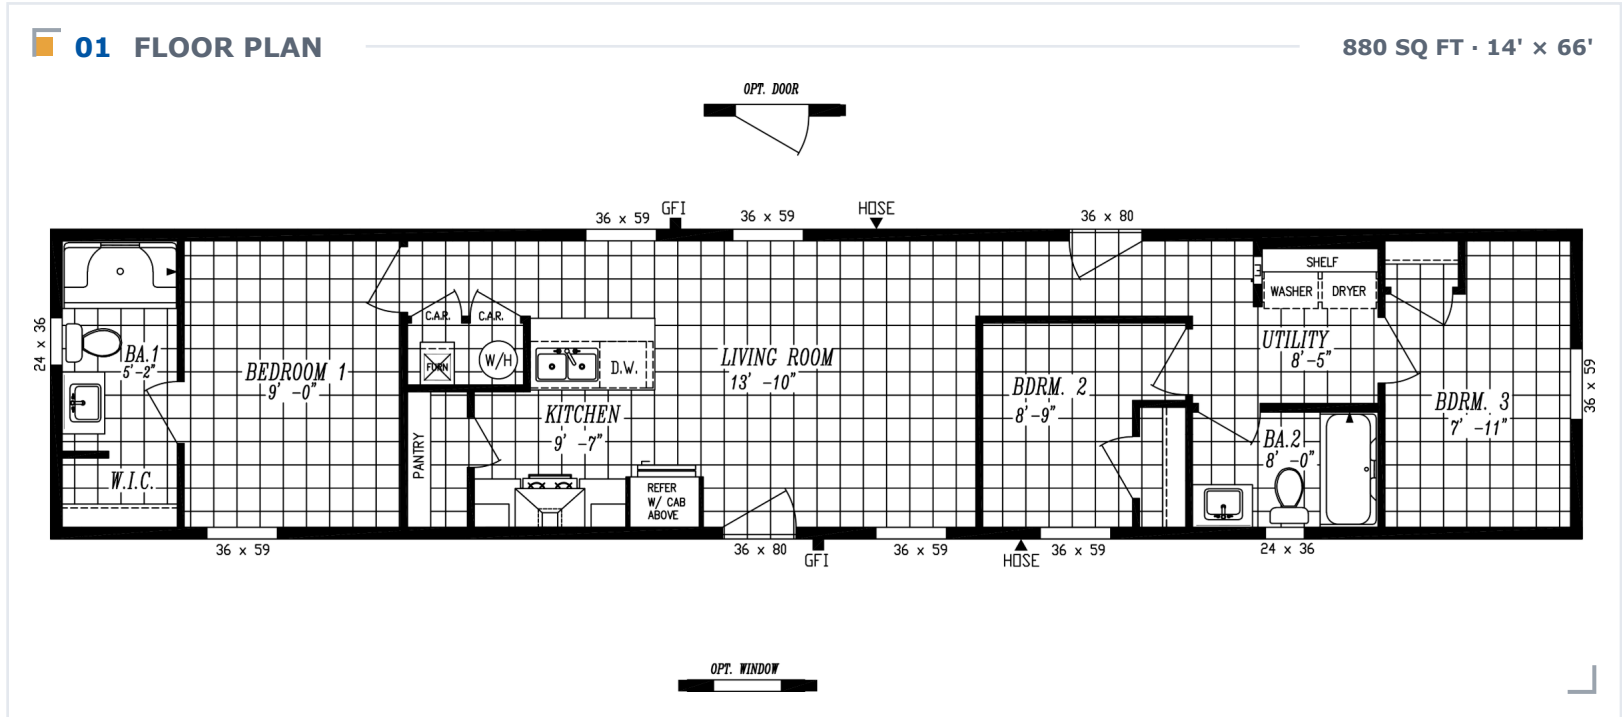 01 FLOOR PLAN
880 SQ FT · 14' × 66'
OPT. DOOR
36 x 59
GFI
36 x 59
HOSE
36 x 80
24 x 36
BA.1
5'-2"
W.I.C.
BEDROOM 1
9' -0"
C.A.R.
C.A.R.
FURN
W/H
PANTRY
D.W.
KITCHEN
9' -7"
REFER
W/ CAB
ABOVE
LIVING ROOM
13' -10"
BDRM. 2
8'-9"
SHELF
WASHER
DRYER
UTILITY
8'-5"
BA.2
8' -0"
BDRM. 3
7' -11"
36 x 59
36 x 59
36 x 80
GFI
36 x 59
HOSE
36 x 59
24 x 36
OPT. WINDOW